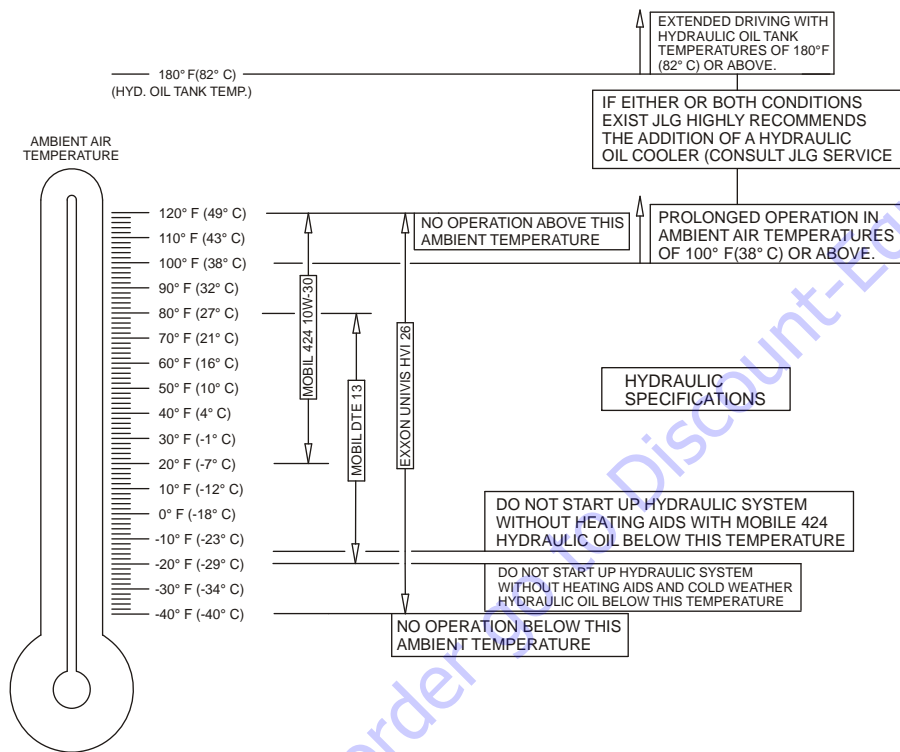 EXTENDED DRIVING WITH
HYDRAULIC OIL TANK
TEMPERATURES OF 180°F
(82° C) OR ABOVE.
180° F(82° C)
(HYD. OIL TANK TEMP.)
IF EITHER OR BOTH CONDITIONS
EXIST JLG HIGHLY RECOMMENDS
THE ADDITION OF A HYDRAULIC
OIL COOLER (CONSULT JLG SERVICE
AMBIENT AIR
TEMPERATURE
120° F (49° C)
110° F (43° C)
100° F (38° C)
90° F (32° C)
80° F (27° C)
70° F (21° C)
60° F (16° C)
50° F (10° C)
40° F (4° C)
30° F (-1° C)
20° F (-7° C)
10° F (-12° C)
0° F (-18° C)
-10° F (-23° C)
-20° F (-29° C)
-30° F (-34° C)
-40° F (-40° C)
MOBIL 424 10W-30
MOBIL DTE 13
EXXON UNIVIS HVI 26
NO OPERATION ABOVE THIS
AMBIENT TEMPERATURE
PROLONGED OPERATION IN
AMBIENT AIR TEMPERATURES
OF 100° F(38° C) OR ABOVE.
HYDRAULIC
SPECIFICATIONS
DO NOT START UP HYDRAULIC SYSTEM
WITHOUT HEATING AIDS WITH MOBILE 424
HYDRAULIC OIL BELOW THIS TEMPERATURE
DO NOT START UP HYDRAULIC SYSTEM
WITHOUT HEATING AIDS AND COLD WEATHER
HYDRAULIC OIL BELOW THIS TEMPERATURE
NO OPERATION BELOW THIS
AMBIENT TEMPERATURE
order go to Discount-Equ